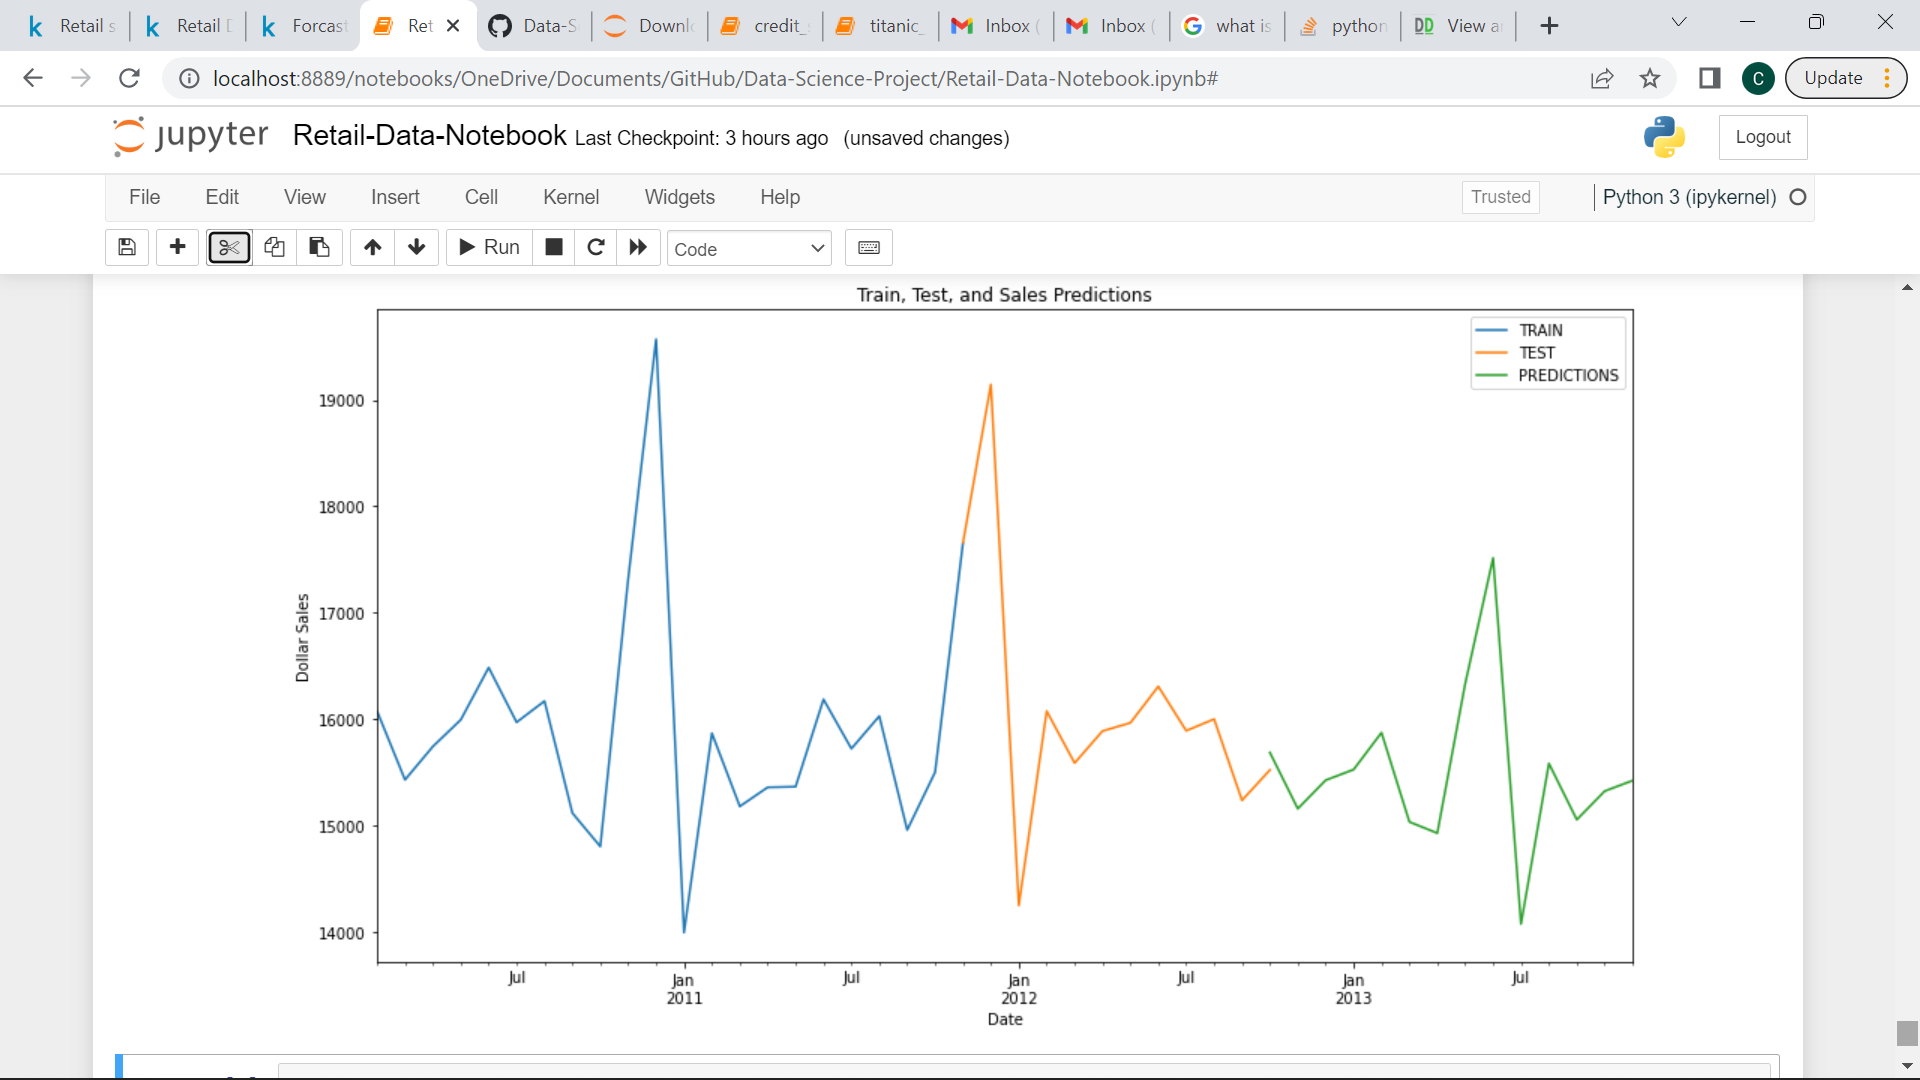 Retail s
Retail D
Forcast
Ret
Data-S
Downl
credit_
titanic_
Inbox (
Inbox (
what is
python
View a
localhost:8889/notebooks/OneDrive/Documents/GitHub/Data-Science-Project/Retail-Data-Notebook.ipynb#
C
Update
jupyter Retail-Data-Notebook Last Checkpoint: 3 hours ago (unsaved changes)
Logout
File Edit View Insert Cell Kernel Widgets Help
Trusted
Python 3 (ipykernel)
Run
Code
Train, Test, and Sales Predictions
TRAIN
TEST
PREDICTIONS
19000
18000
17000
16000
15000
14000
Dollar Sales
Jul Jan Jul Jan Jul Jan Jul
2011 2012 2013
Date